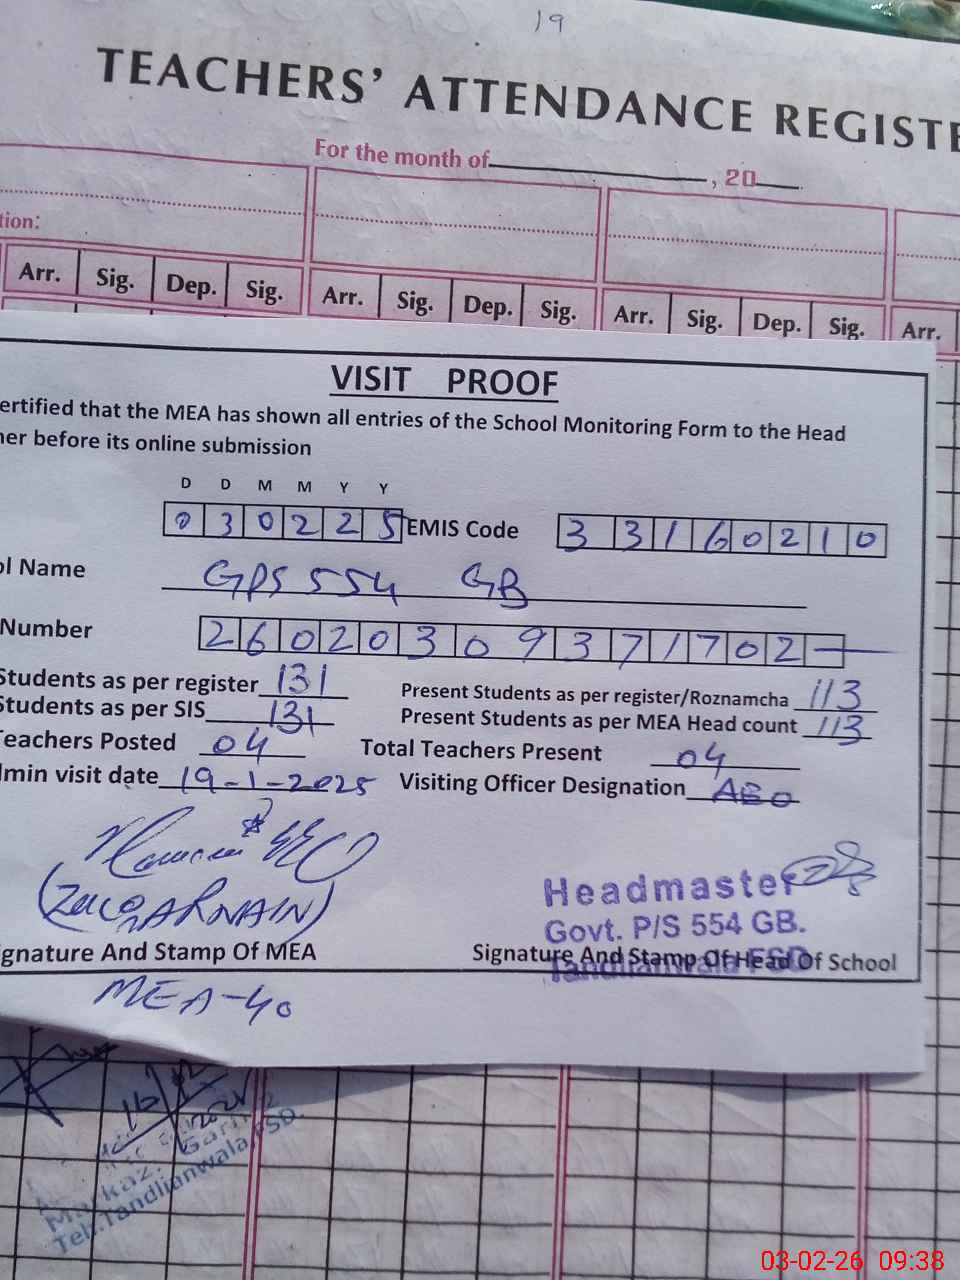 19
TEACHERS' ATTENDANCE REGISTE
For the month of , 20
tion:
Arr. Sig. Dep. Sig. Arr. Sig. Dep. Sig. Arr. Sig. Dep. Sig. Arr.
VISIT PROOF
ertified that the MEA has shown all entries of the School Monitoring Form to the Head
her before its online submission
D D M M Y Y
0 3 0 2 2 5 EMIS Code 3 3 1 6 0 2 1 0
ol Name GPS 554 GB
Number 2 6 0 2 0 3 0 9 3 7 1 7 0 2 —
Students as per register 131 Present Students as per register/Roznamcha 113
Students as per SIS 131 Present Students as per MEA Head count 113
Teachers Posted 04 Total Teachers Present 04
dmin visit date 19-1-2025 Visiting Officer Designation AEO
Headmaster
Govt. P/S 554 GB.
Tandlianwala FSD
ignature And Stamp Of MEA Signature And Stamp Of Head Of School
MEA-40
Markaz:
Teh.Tandlianwala FSD.
03-02-26 09:38